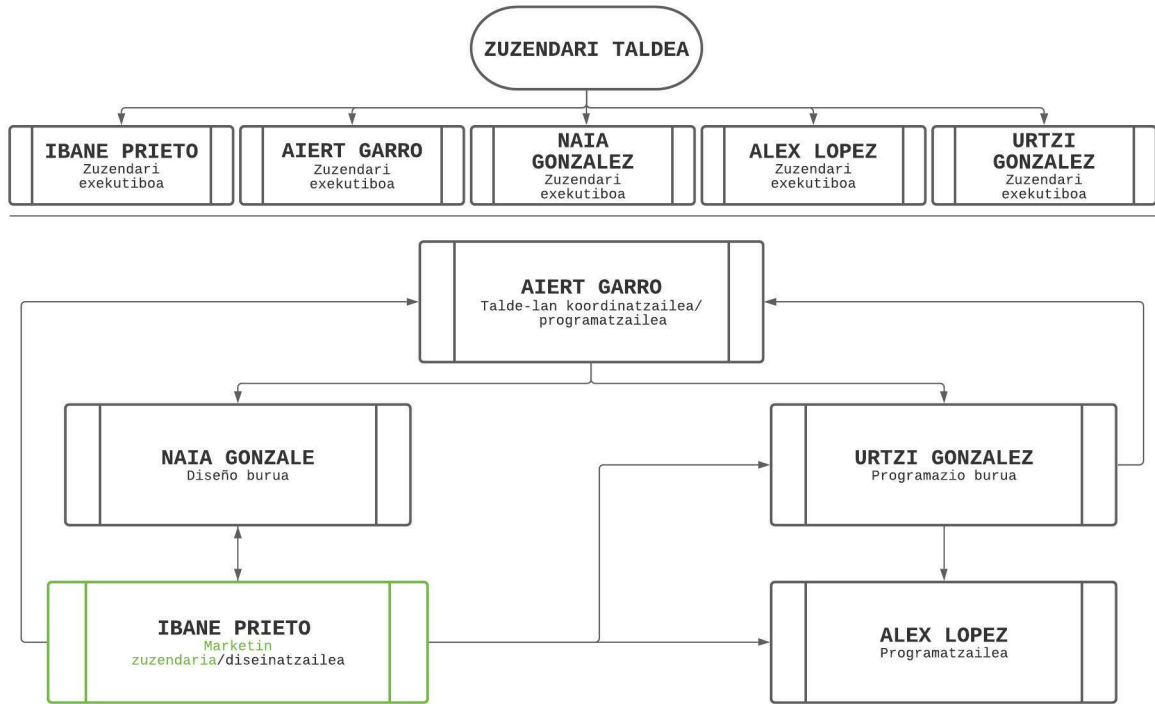 ZUZENDARI TALDEA
IBANE PRIETO
Zuzendari
exekutiboa
AIERT GARRO
Zuzendari
exekutiboa
NAIA
GONZALEZ
Zuzendari
exekutiboa
ALEX LOPEZ
Zuzendari
exekutiboa
URTZI
GONZALEZ
Zuzendari
exekutiboa
AIERT GARRO
Talde-lan koordinatzailea/
programatzailea
NAIA GONZALE
Diseño burua
URTZI GONZALEZ
Programazio burua
IBANE PRIETO
Marketin
zuzendaria/diseinatzailea
ALEX LOPEZ
Programatzailea